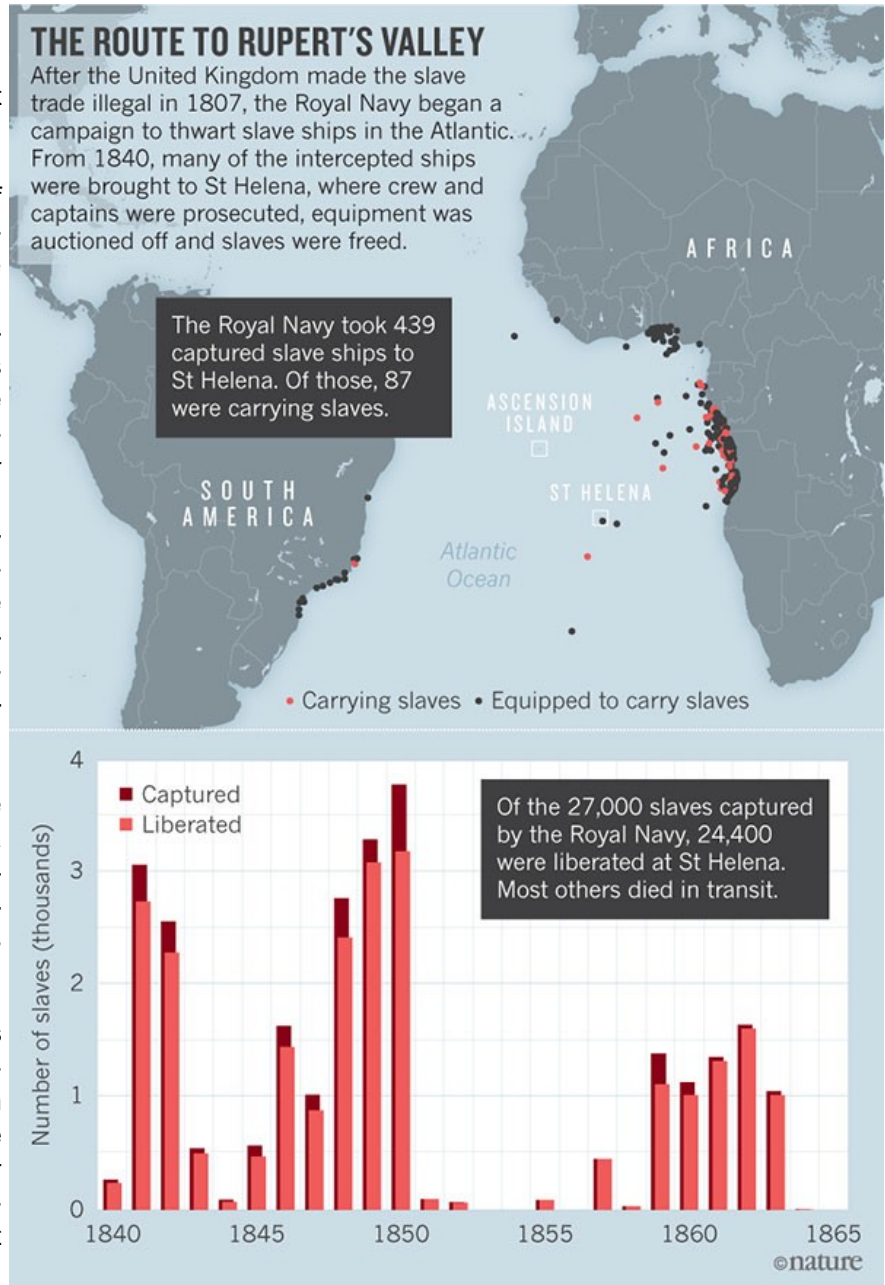 THE ROUTE TO RUPERT'S VALLEY
After the United Kingdom made the slave
trade illegal in 1807, the Royal Navy began a
campaign to thwart slave ships in the Atlantic.
From 1840, many of the intercepted ships
were brought to St Helena, where crew and
captains were prosecuted, equipment was
auctioned off and slaves were freed.
AFRICA
The Royal Navy took 439
captured slave ships to
St Helena. Of those, 87
were carrying slaves.
ASCENSION
ISLAND
SOUTH
AMERICA
ST HELENA
Atlantic
Ocean
Carrying slaves
Equipped to carry slaves
Number of slaves (thousands)
4
3
2
1
0
Captured
Liberated
Of the 27,000 slaves captured
by the Royal Navy, 24,400
were liberated at St Helena.
Most others died in transit.
1840
1845
1850
1855
1860
1865
©nature